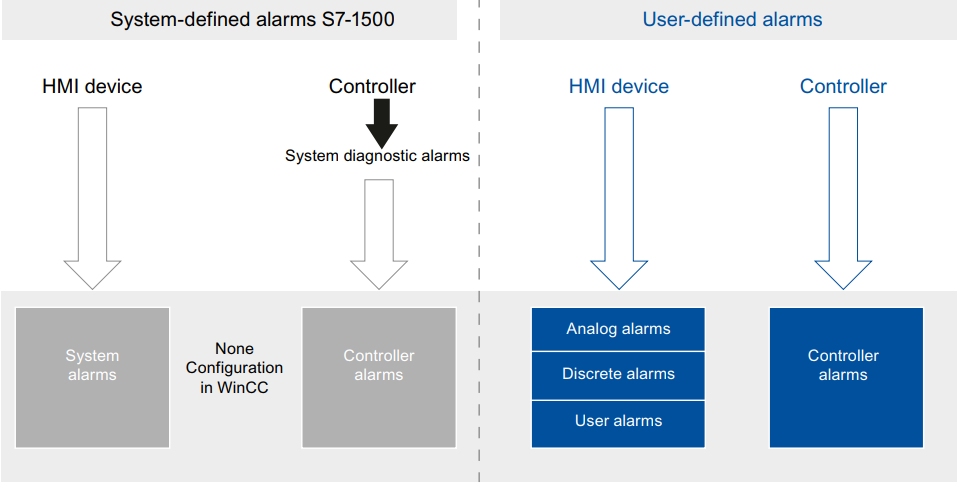 System-defined alarms S7-1500
User-defined alarms
HMI device
Controller
HMI device
Controller
System diagnostic alarms
System
alarms
None
Configuration
in WinCC
Controller
alarms
Analog alarms
Discrete alarms
User alarms
Controller
alarms